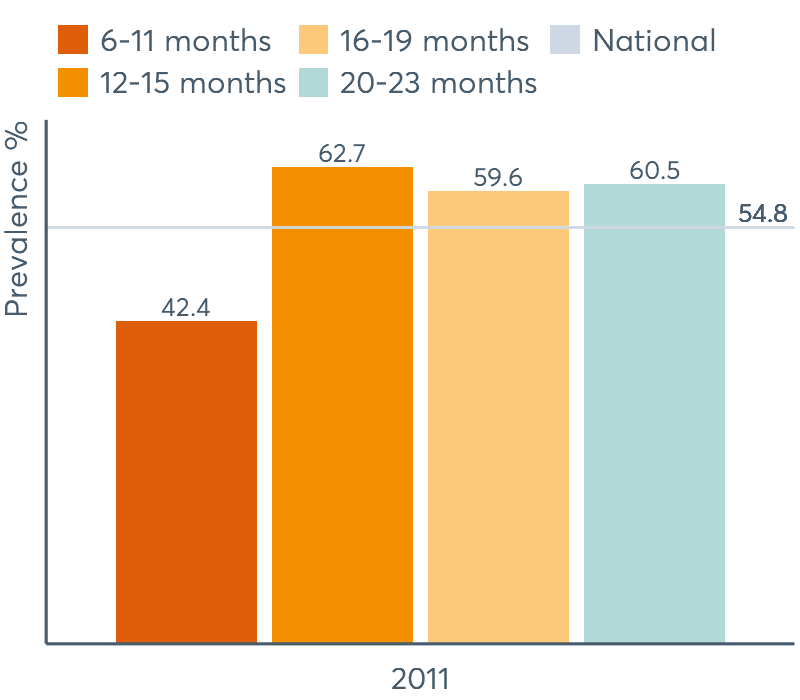 6-11 months 16-19 months National
12-15 months 20-23 months
Prevalence %
62.7
59.6
60.5
54.8
42.4
2011